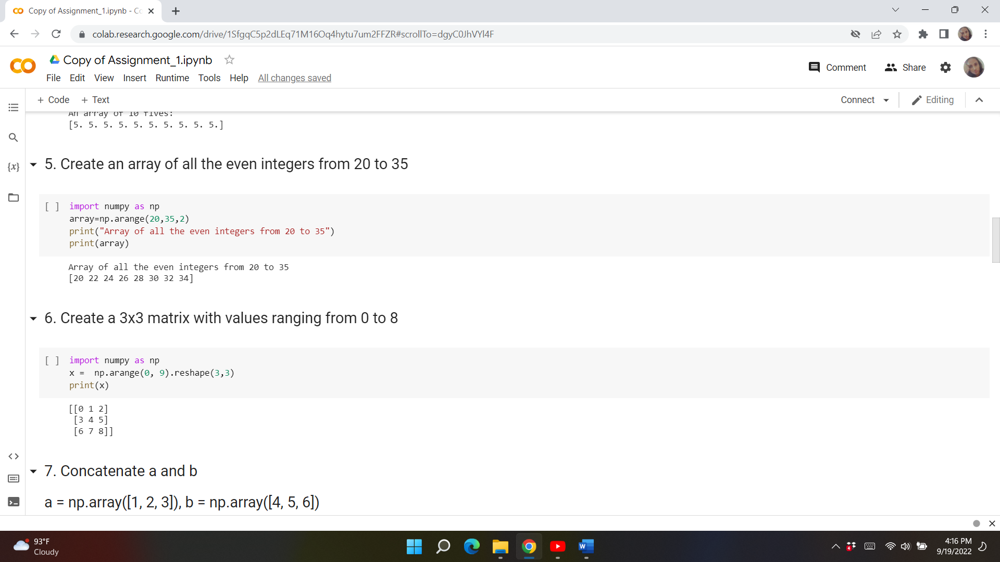 Copy of Assignment_1.ipynb - Co
colab.research.google.com/drive/1SfgqC5p2dLEq71M16Oq4hytu7um2FFZR#scrollTo=dgyC0JhVYl4F
Copy of Assignment_1.ipynb
Comment
Share
File Edit View Insert Runtime Tools Help All changes saved
+ Code + Text
Connect
Editing
An array of 10 fives:
[5. 5. 5. 5. 5. 5. 5. 5. 5. 5.]
{x}
5. Create an array of all the even integers from 20 to 35
[ ] import numpy as np
array=np.arange(20,35,2)
print("Array of all the even integers from 20 to 35")
print(array)
Array of all the even integers from 20 to 35
[20 22 24 26 28 30 32 34]
6. Create a 3x3 matrix with values ranging from 0 to 8
[ ] import numpy as np
x =  np.arange(0, 9).reshape(3,3)
print(x)
[[0 1 2]
[3 4 5]
[6 7 8]]
7. Concatenate a and b
a = np.array([1, 2, 3]), b = np.array([4, 5, 6])
93°F
Cloudy
W
4
4:16 PM
9/19/2022